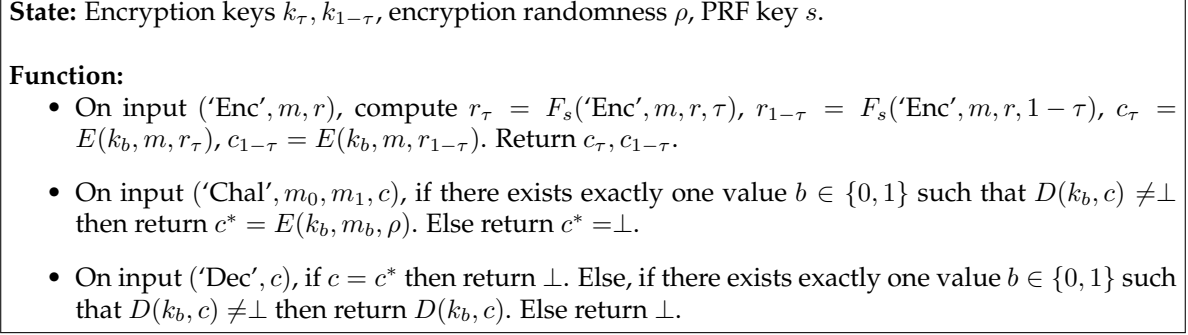 State: Encryption keys k_τ, k_{1−τ}, encryption randomness ρ, PRF key s.
Function:
• On input (‘Enc’, m, r), compute r_τ = F_s(‘Enc’, m, r, τ), r_{1−τ} = F_s(‘Enc’, m, r, 1 − τ), c_τ =
E(k_b, m, r_τ), c_{1−τ} = E(k_b, m, r_{1−τ}). Return c_τ, c_{1−τ}.
• On input (‘Chal’, m_0, m_1, c), if there exists exactly one value b ∈ {0, 1} such that D(k_b, c) ≠⊥
then return c* = E(k_b, m_b, ρ). Else return c* =⊥.
• On input (‘Dec’, c), if c = c* then return ⊥. Else, if there exists exactly one value b ∈ {0, 1} such
that D(k_b, c) ≠⊥ then return D(k_b, c). Else return ⊥.